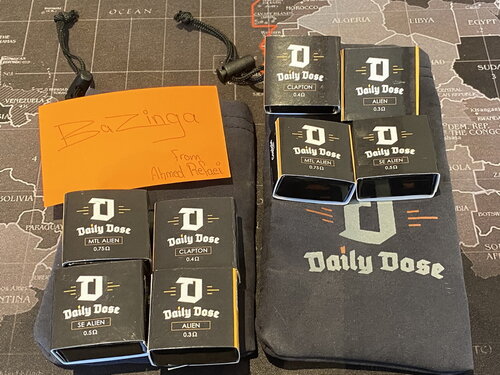 OCEAN
MOROCCO
ALGERIA
LIBYA
BaZinga
From
Ahmed Refaei
Daily Dose
CLAPTON
0.4Ω
Daily Dose
ALIEN
0.3Ω
Daily Dose
MTL ALIEN
0.75Ω
Daily Dose
SE ALIEN
0.5Ω
Daily Dose
Daily Dose
MTL ALIEN
0.75Ω
Daily Dose
CLAPTON
0.4Ω
Daily Dose
SE ALIEN
0.5Ω
Daily Dose
ALIEN
0.3Ω
BOLIVIA